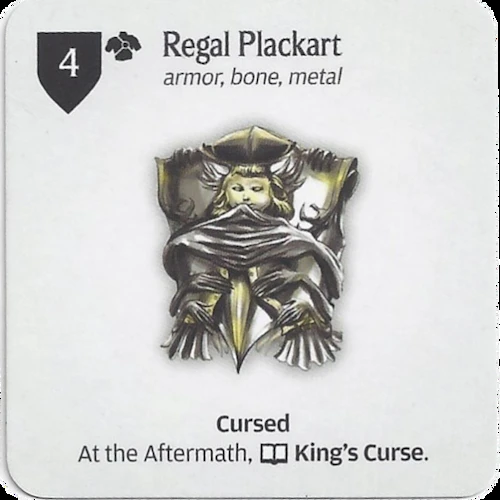 4
Regal Plackart
armor, bone, metal
Cursed
At the Aftermath, King's Curse.